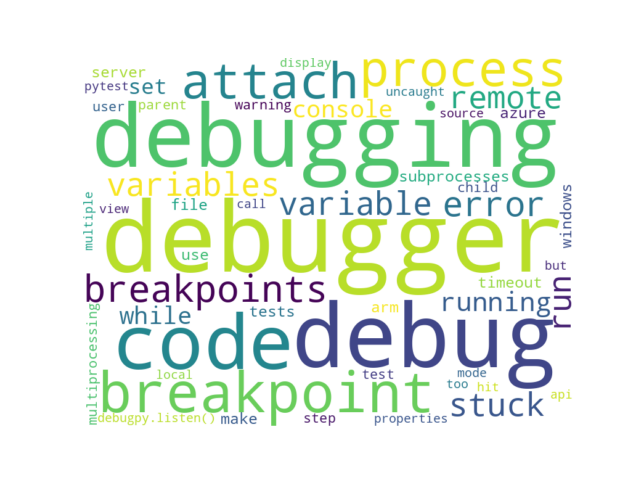 display
server
attach
process
pytest
set
uncaught
remote
user
parent
warning
console
source
azure
debugging
variables
subprocesses
child
multiple
view
file
call
variable
error
windows
debugger
use
but
breakpoints
timeout
run
while
tests
arm
running
multiprocessing
code
debug
local
test
mode
breakpoint
too
hit
api
stuck
debugpy.listen()
make
step
properties